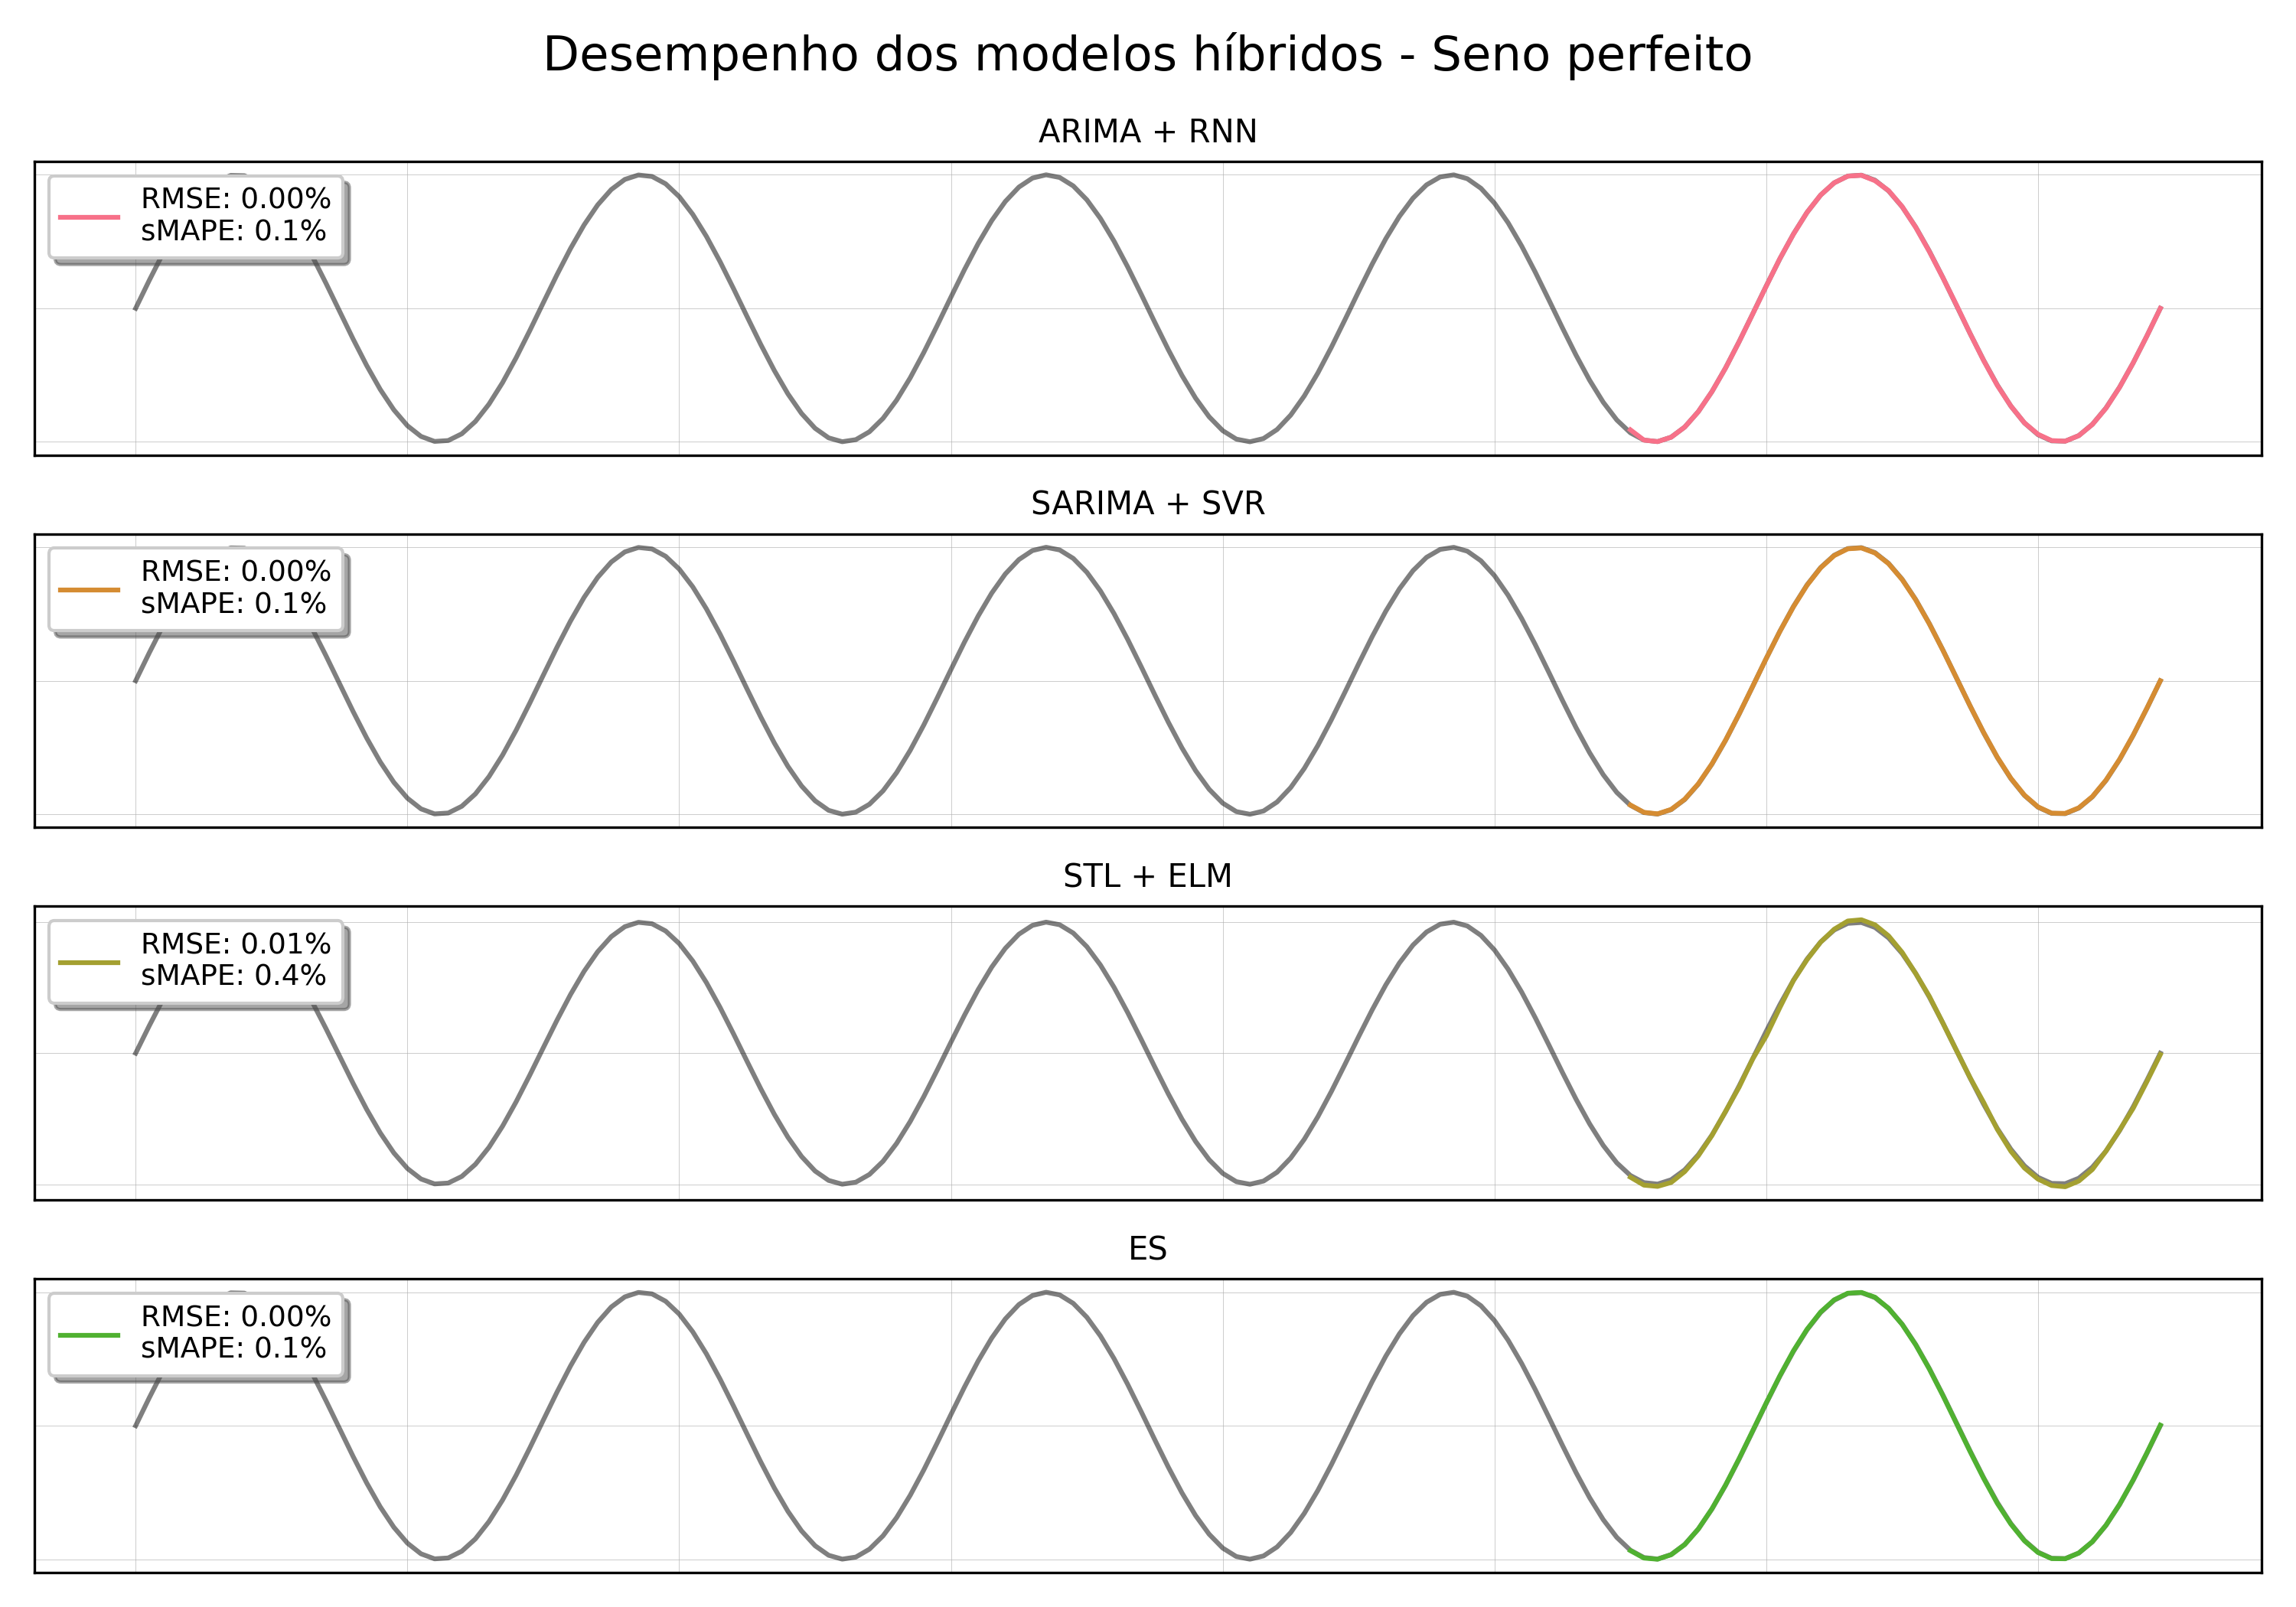 Desempenho dos modelos híbridos - Seno perfeito
ARIMA + RNN
RMSE: 0.00%
sMAPE: 0.1%
SARIMA + SVR
RMSE: 0.00%
sMAPE: 0.1%
STL + ELM
RMSE: 0.01%
sMAPE: 0.4%
ES
RMSE: 0.00%
sMAPE: 0.1%